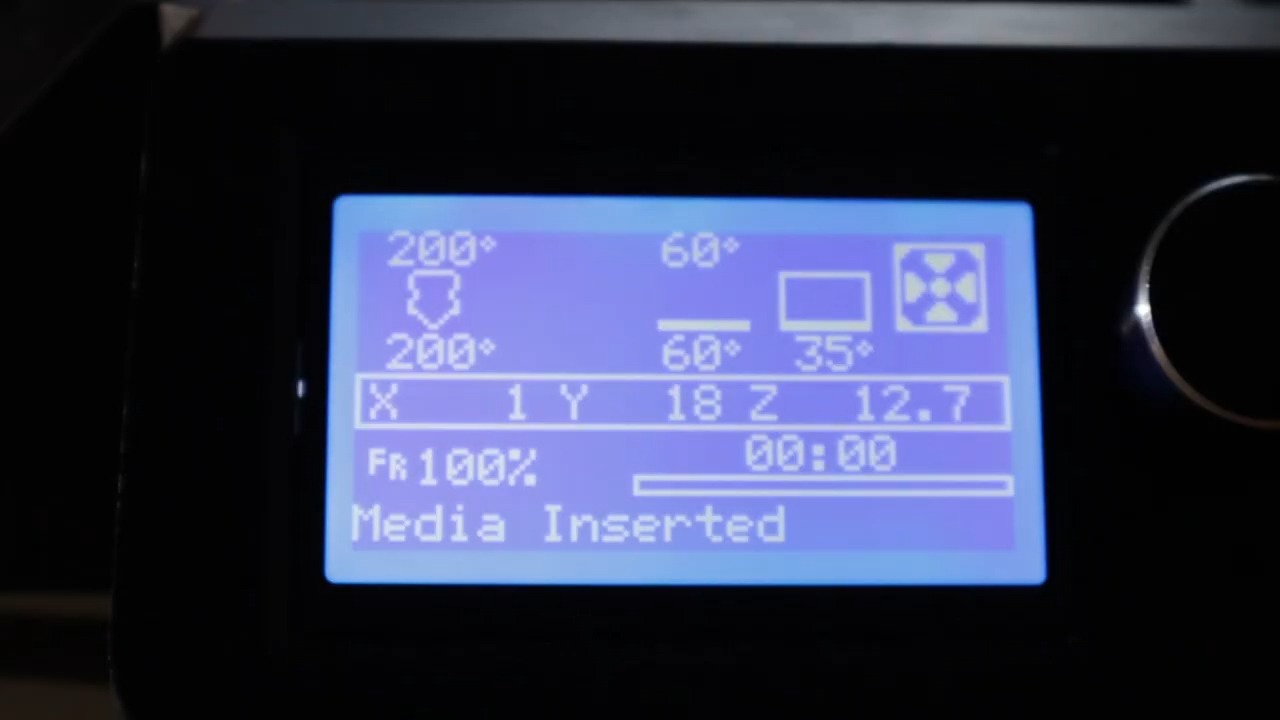 200° 60°
200° 60° 35°
X 1 Y 18 Z 12.7
00:00
FR 100%
Media Inserted